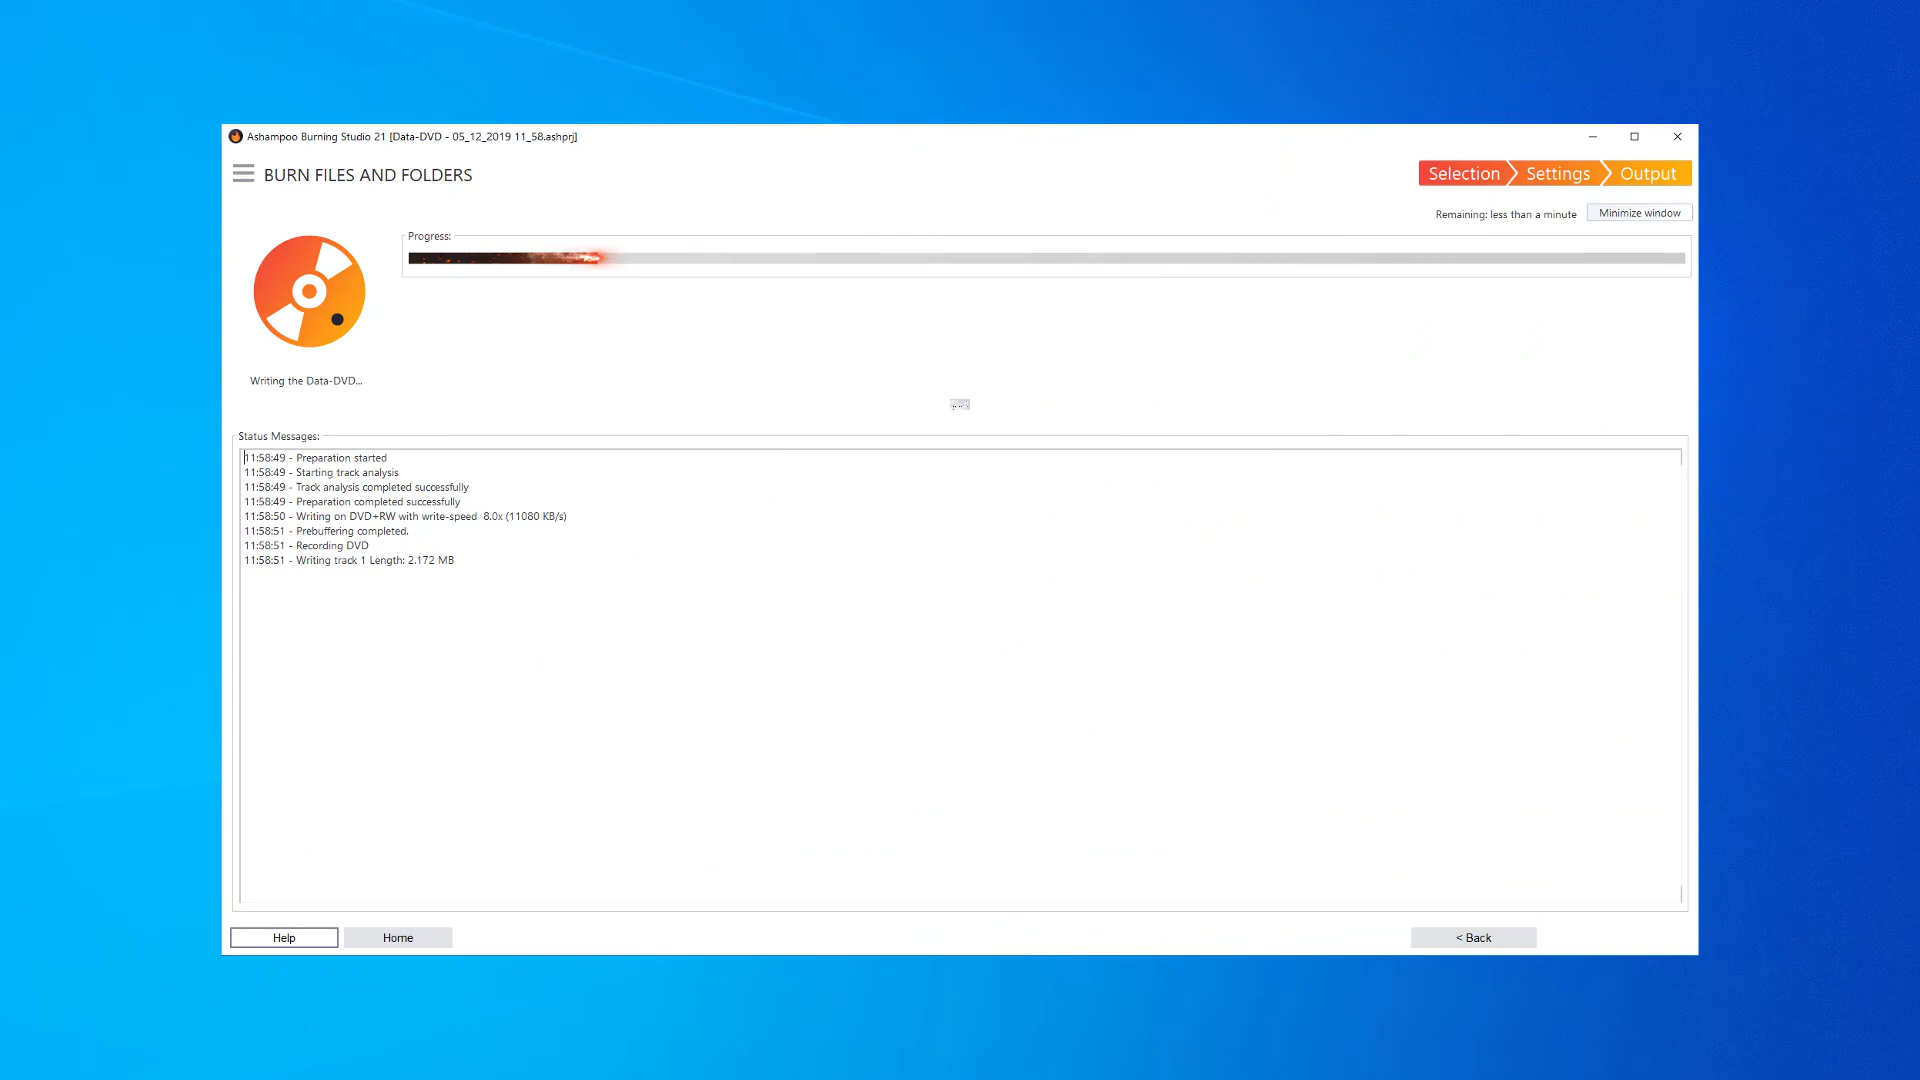 Ashampoo Burning Studio 21 [Data-DVD - 05_12_2019 11_58.ashprj]
BURN FILES AND FOLDERS
Selection
Settings
Output
Remaining: less than a minute
Minimize window
Progress:
Writing the Data-DVD...
Status Messages:
11:58:49 - Preparation started
11:58:49 - Starting track analysis
11:58:49 - Track analysis completed successfully
11:58:49 - Preparation completed successfully
11:58:50 - Writing on DVD+RW with write-speed  8.0x (11080 KB/s)
11:58:51 - Prebuffering completed.
11:58:51 - Recording DVD
11:58:51 - Writing track 1 Length: 2.172 MB
Help
Home
< Back